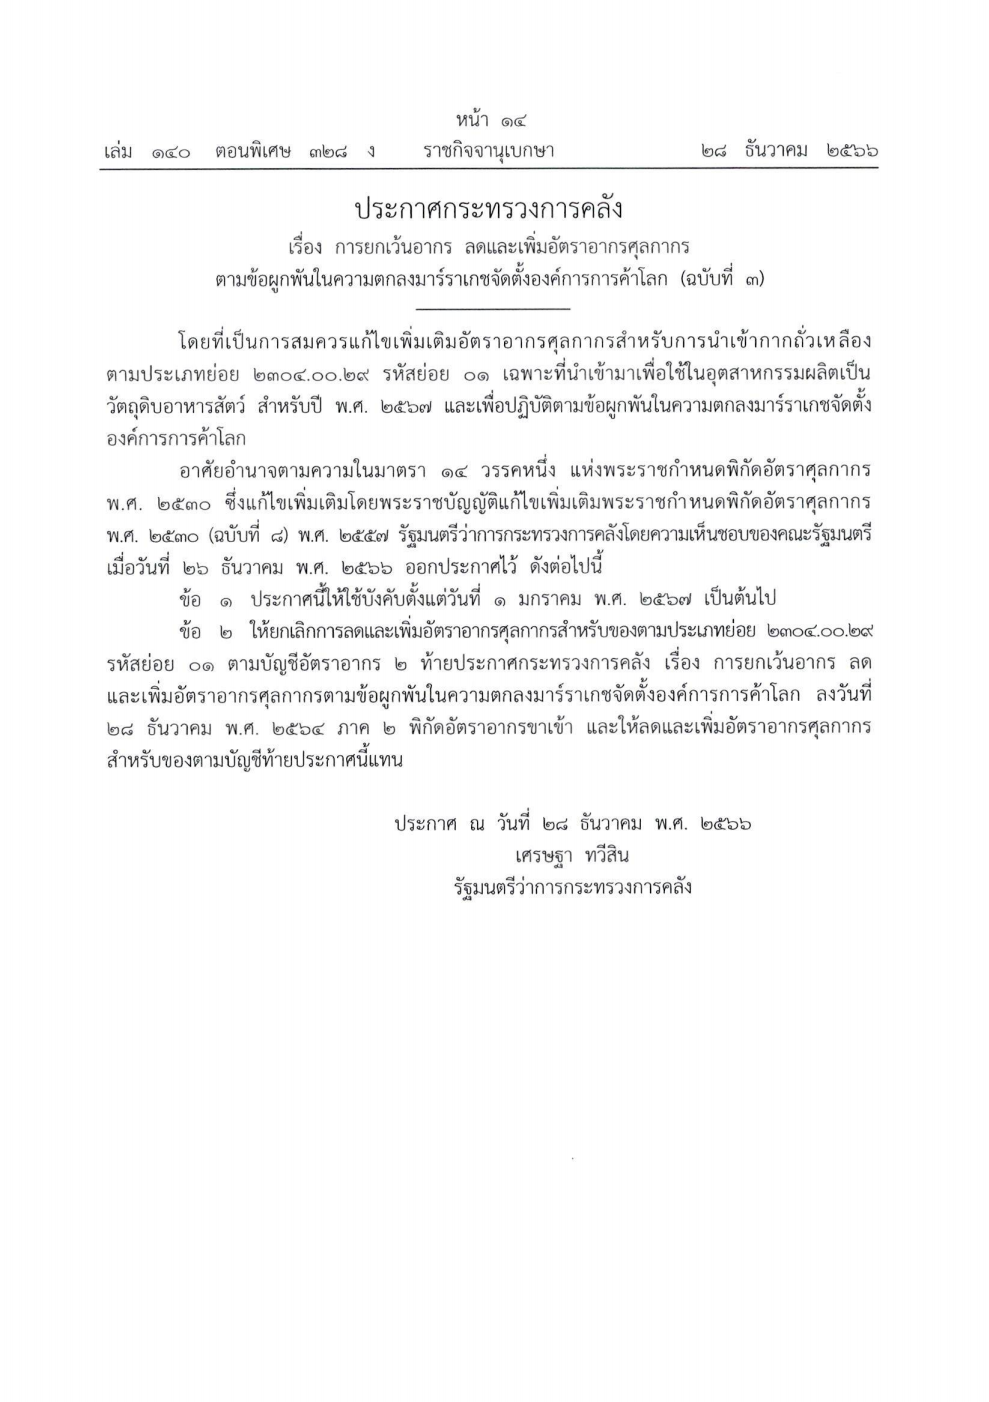 หน้า ๑๔
เล่ม ๑๔๐ ตอนพิเศษ ๓๒๘ ง ราชกิจจานุเบกษา ๒๘ ธันวาคม ๒๕๖๖
ประกาศกระทรวงการคลัง
เรื่อง การยกเว้นอากร ลดและเพิ่มอัตราอากรศุลกากร
ตามข้อผูกพันในความตกลงมาร์ราเกชจัดตั้งองค์การการค้าโลก (ฉบับที่ ๓)
โดยที่เป็นการสมควรแก้ไขเพิ่มเติมอัตราอากรศุลกากรสำหรับการนำเข้ากากถั่วเหลือง
ตามประเภทย่อย ๒๓๐๔.๐๐.๒๙ รหัสย่อย ๐๑ เฉพาะที่นำเข้ามาเพื่อใช้ในอุตสาหกรรมผลิตเป็น
วัตถุดิบอาหารสัตว์ สำหรับปี พ.ศ. ๒๕๖๗ และเพื่อปฏิบัติตามข้อผูกพันในความตกลงมาร์ราเกชจัดตั้ง
องค์การการค้าโลก
อาศัยอำนาจตามความในมาตรา ๑๔ วรรคหนึ่ง แห่งพระราชกำหนดพิกัดอัตราศุลกากร
พ.ศ. ๒๕๓๐ ซึ่งแก้ไขเพิ่มเติมโดยพระราชบัญญัติแก้ไขเพิ่มเติมพระราชกำหนดพิกัดอัตราศุลกากร
พ.ศ. ๒๕๓๐ (ฉบับที่ ๘) พ.ศ. ๒๕๕๗ รัฐมนตรีว่าการกระทรวงการคลังโดยความเห็นชอบของคณะรัฐมนตรี
เมื่อวันที่ ๒๖ ธันวาคม พ.ศ. ๒๕๖๖ ออกประกาศไว้ ดังต่อไปนี้
ข้อ ๑ ประกาศนี้ให้ใช้บังคับตั้งแต่วันที่ ๑ มกราคม พ.ศ. ๒๕๖๗ เป็นต้นไป
ข้อ ๒ ให้ยกเลิกการลดและเพิ่มอัตราอากรศุลกากรสำหรับของตามประเภทย่อย ๒๓๐๔.๐๐.๒๙
รหัสย่อย ๐๑ ตามบัญชีอัตราอากร ๒ ท้ายประกาศกระทรวงการคลัง เรื่อง การยกเว้นอากร ลด
และเพิ่มอัตราอากรศุลกากรตามข้อผูกพันในความตกลงมาร์ราเกชจัดตั้งองค์การการค้าโลก ลงวันที่
๒๘ ธันวาคม พ.ศ. ๒๕๖๔ ภาค ๒ พิกัดอัตราอากรขาเข้า และให้ลดและเพิ่มอัตราอากรศุลกากร
สำหรับของตามบัญชีท้ายประกาศนี้แทน
ประกาศ ณ วันที่ ๒๘ ธันวาคม พ.ศ. ๒๕๖๖
เศรษฐา ทวีสิน
รัฐมนตรีว่าการกระทรวงการคลัง